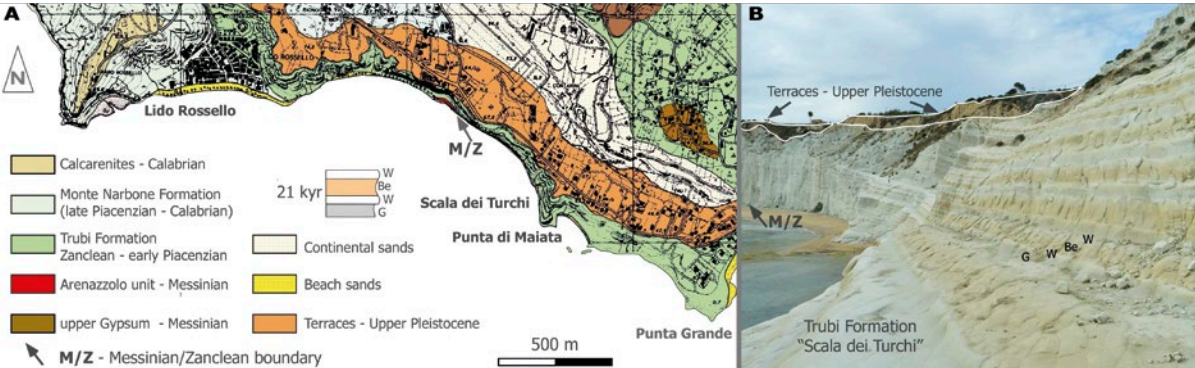 A
N
Lido Rossello
M/Z
Scala dei Turchi
Punta di Maiata
Punta Grande
Calcarenites - Calabrian
Monte Narbone Formation
(late Piacenzian - Calabrian)
Trubi Formation
Zanclean - early Piacenzian
Arenazzolo unit - Messinian
upper Gypsum - Messinian
M/Z - Messinian/Zanclean boundary
21 kyr
W
Be
W
G
Continental sands
Beach sands
Terraces - Upper Pleistocene
500 m
B
Terraces - Upper Pleistocene
M/Z
G W Be W
Trubi Formation
"Scala dei Turchi"